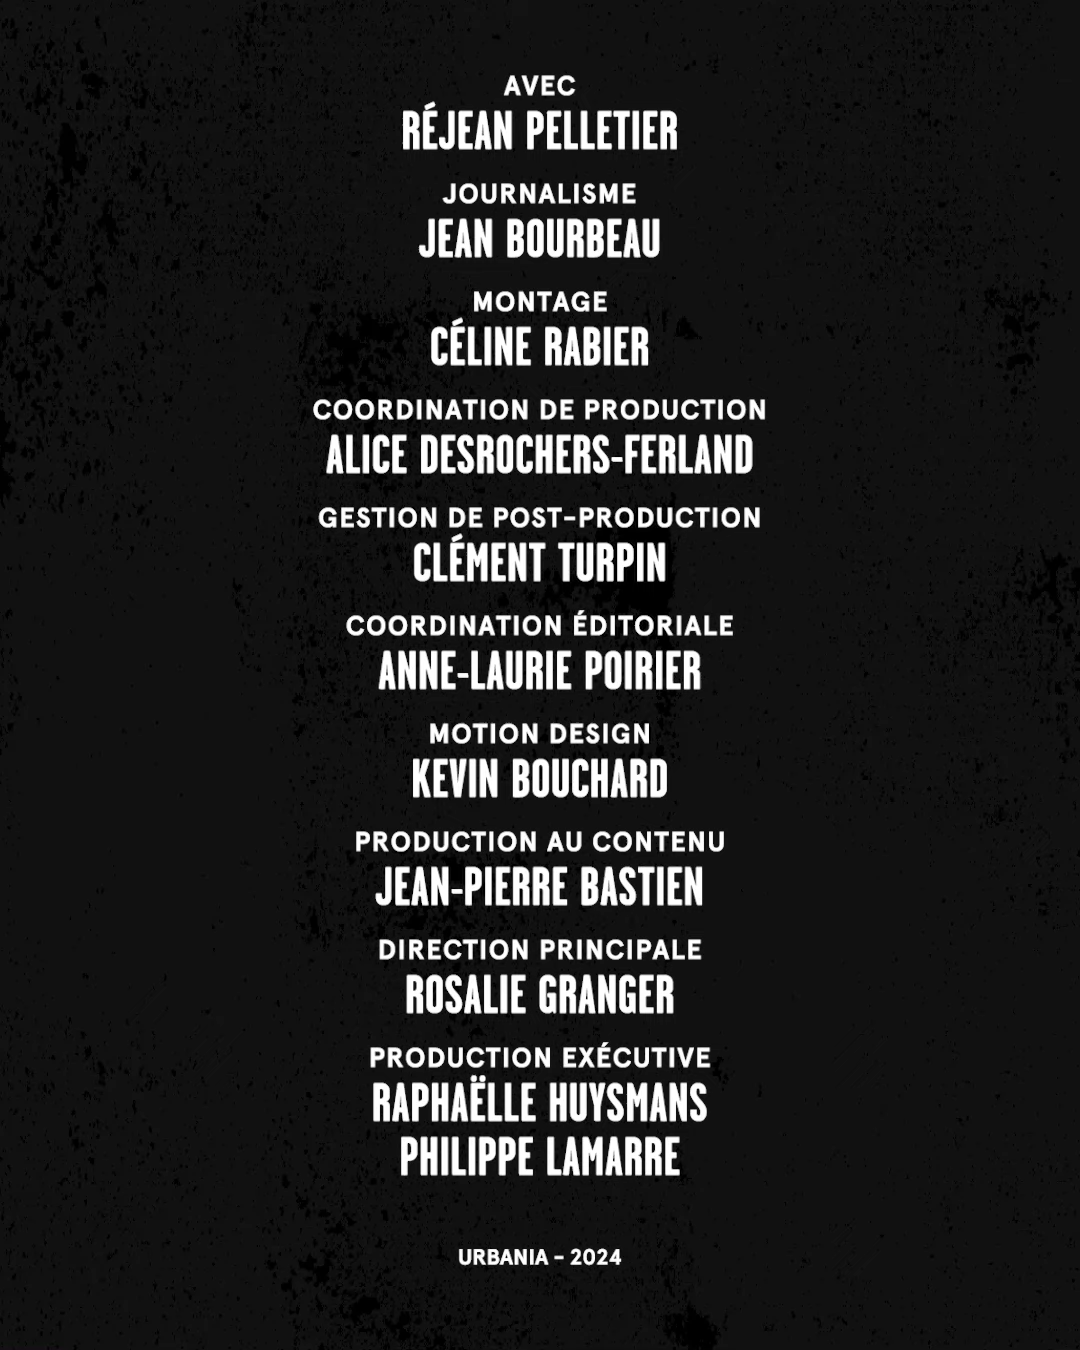 AVEC
RÉJEAN PELLETIER
JOURNALISME
JEAN BOURBEAU
MONTAGE
CÉLINE RABIER
COORDINATION DE PRODUCTION
ALICE DESROCHERS-FERLAND
GESTION DE POST-PRODUCTION
CLÉMENT TURPIN
COORDINATION ÉDITORIALE
ANNE-LAURIE POIRIER
MOTION DESIGN
KEVIN BOUCHARD
PRODUCTION AU CONTENU
JEAN-PIERRE BASTIEN
DIRECTION PRINCIPALE
ROSALIE GRANGER
PRODUCTION EXÉCUTIVE
RAPHAËLLE HUYSMANS
PHILIPPE LAMARRE
URBANIA - 2024